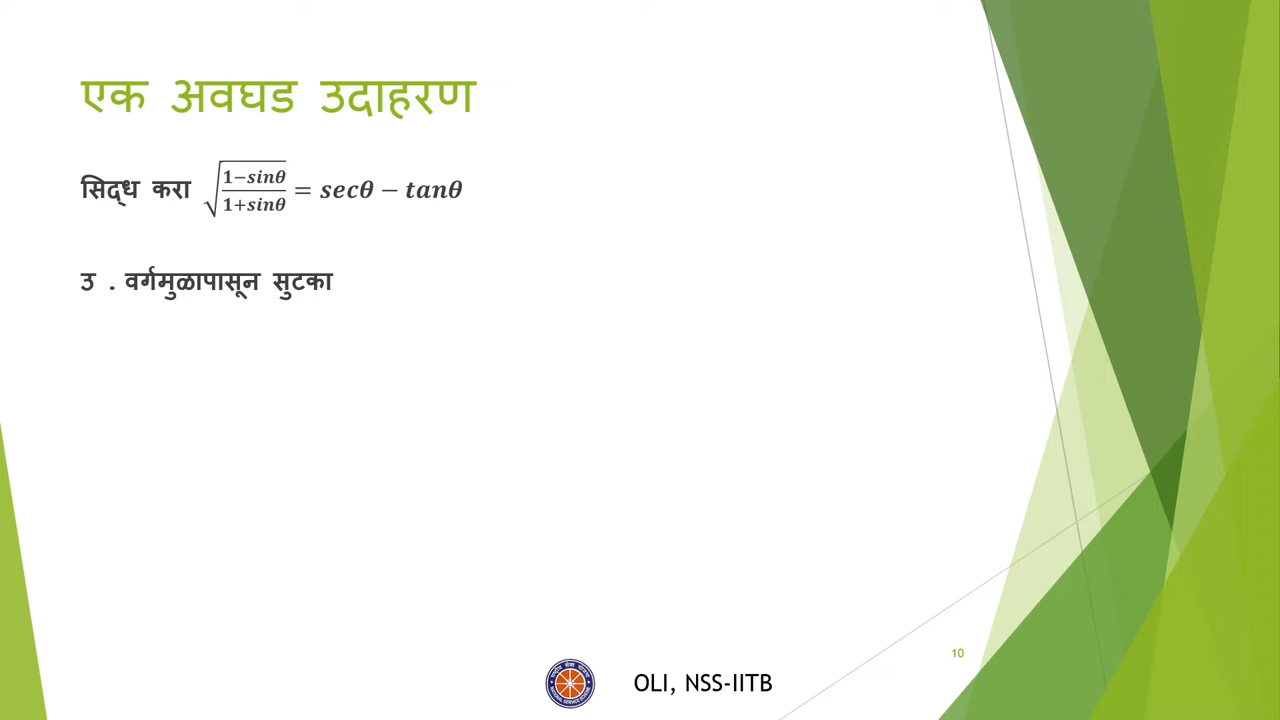 एक अवघड उदाहरण
सिद्ध करा √((1−sinθ)/(1+sinθ)) = secθ − tanθ
उ . वर्गमुळापासून सुटका
10
OLI, NSS-IITB